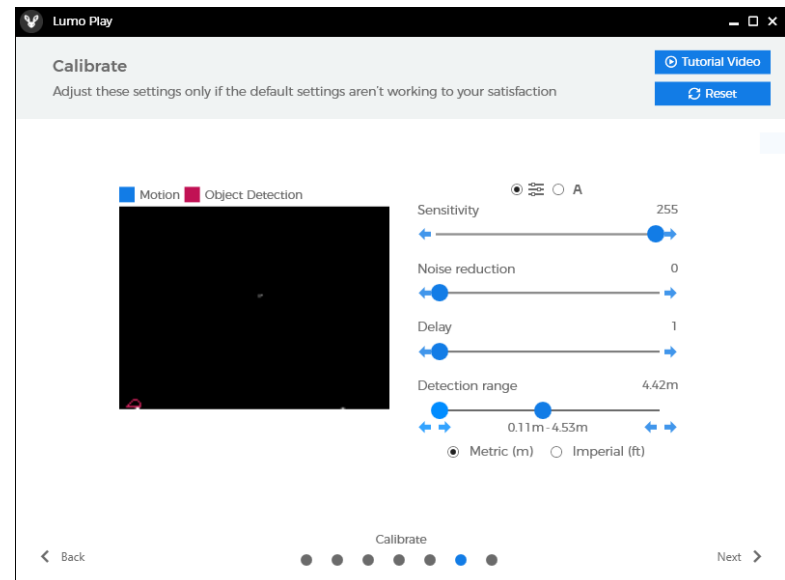 Lumo Play
Calibrate
Adjust these settings only if the default settings aren't working to your satisfaction
Tutorial Video
Reset
Motion Object Detection
A
Sensitivity 255
Noise reduction 0
Delay 1
Detection range 4.42m
0.11m-4.53m
Metric (m) Imperial (ft)
Calibrate
Back
Next